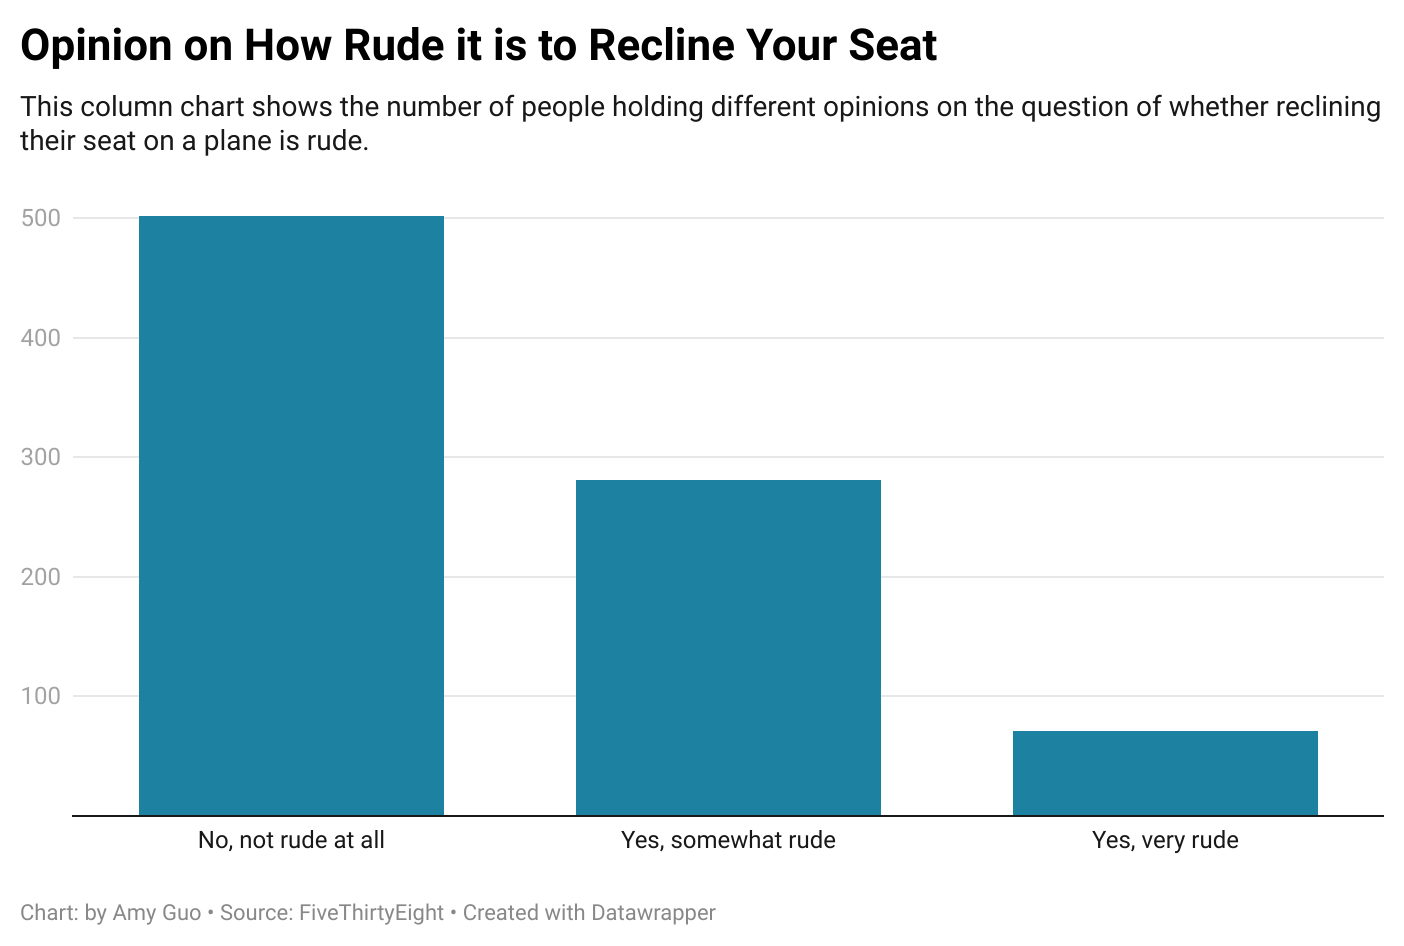 Opinion on How Rude it is to Recline Your Seat
This column chart shows the number of people holding different opinions on the question of whether reclining
their seat on a plane is rude.
500
400
300
200
100
No, not rude at all
Yes, somewhat rude
Yes, very rude
Chart: by Amy Guo • Source: FiveThirtyEight • Created with Datawrapper